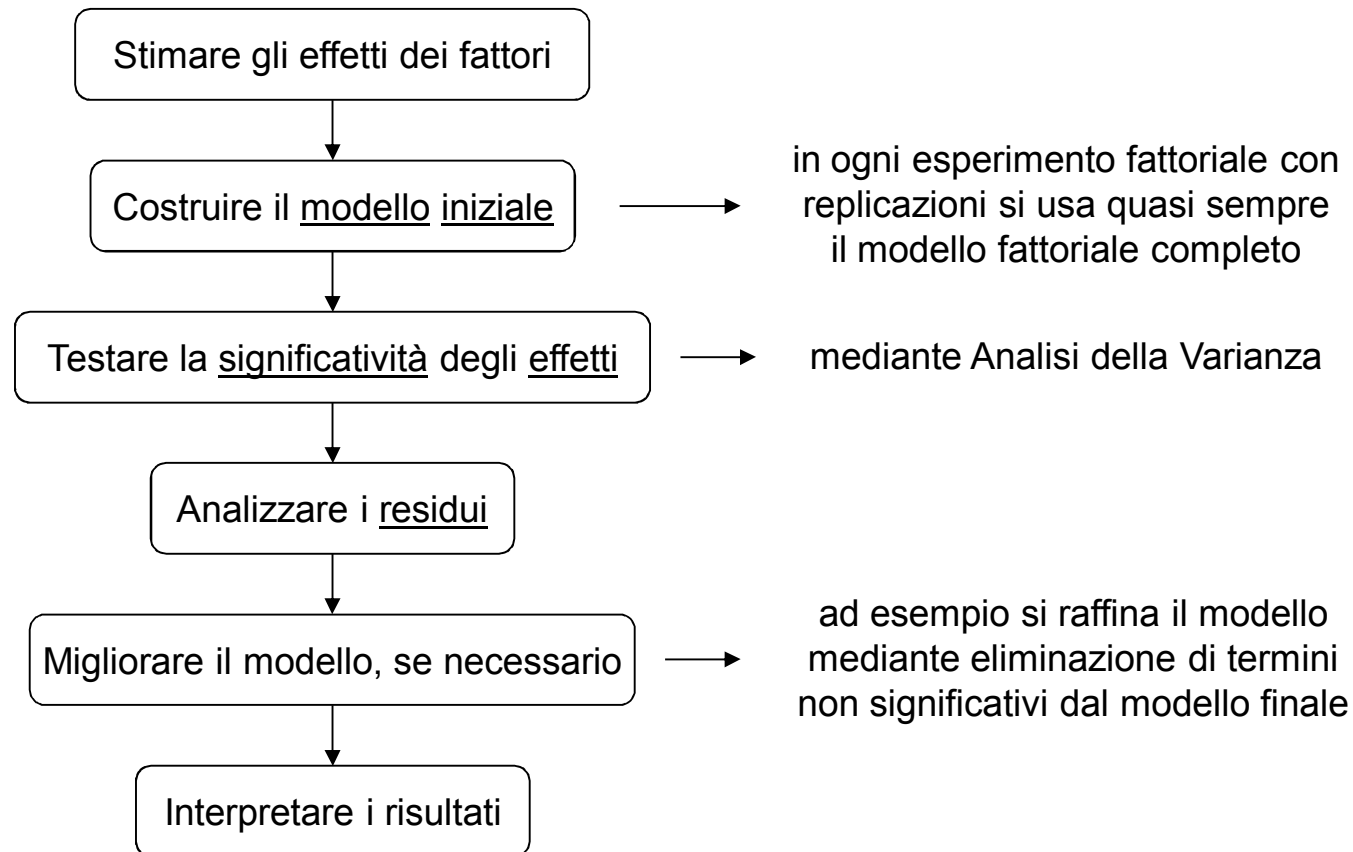 Stimare gli effetti dei fattori
Costruire il modello iniziale
in ogni esperimento fattoriale con
replicazioni si usa quasi sempre
il modello fattoriale completo
Testare la significatività degli effetti
mediante Analisi della Varianza
Analizzare i residui
Migliorare il modello, se necessario
ad esempio si raffina il modello
mediante eliminazione di termini
non significativi dal modello finale
Interpretare i risultati